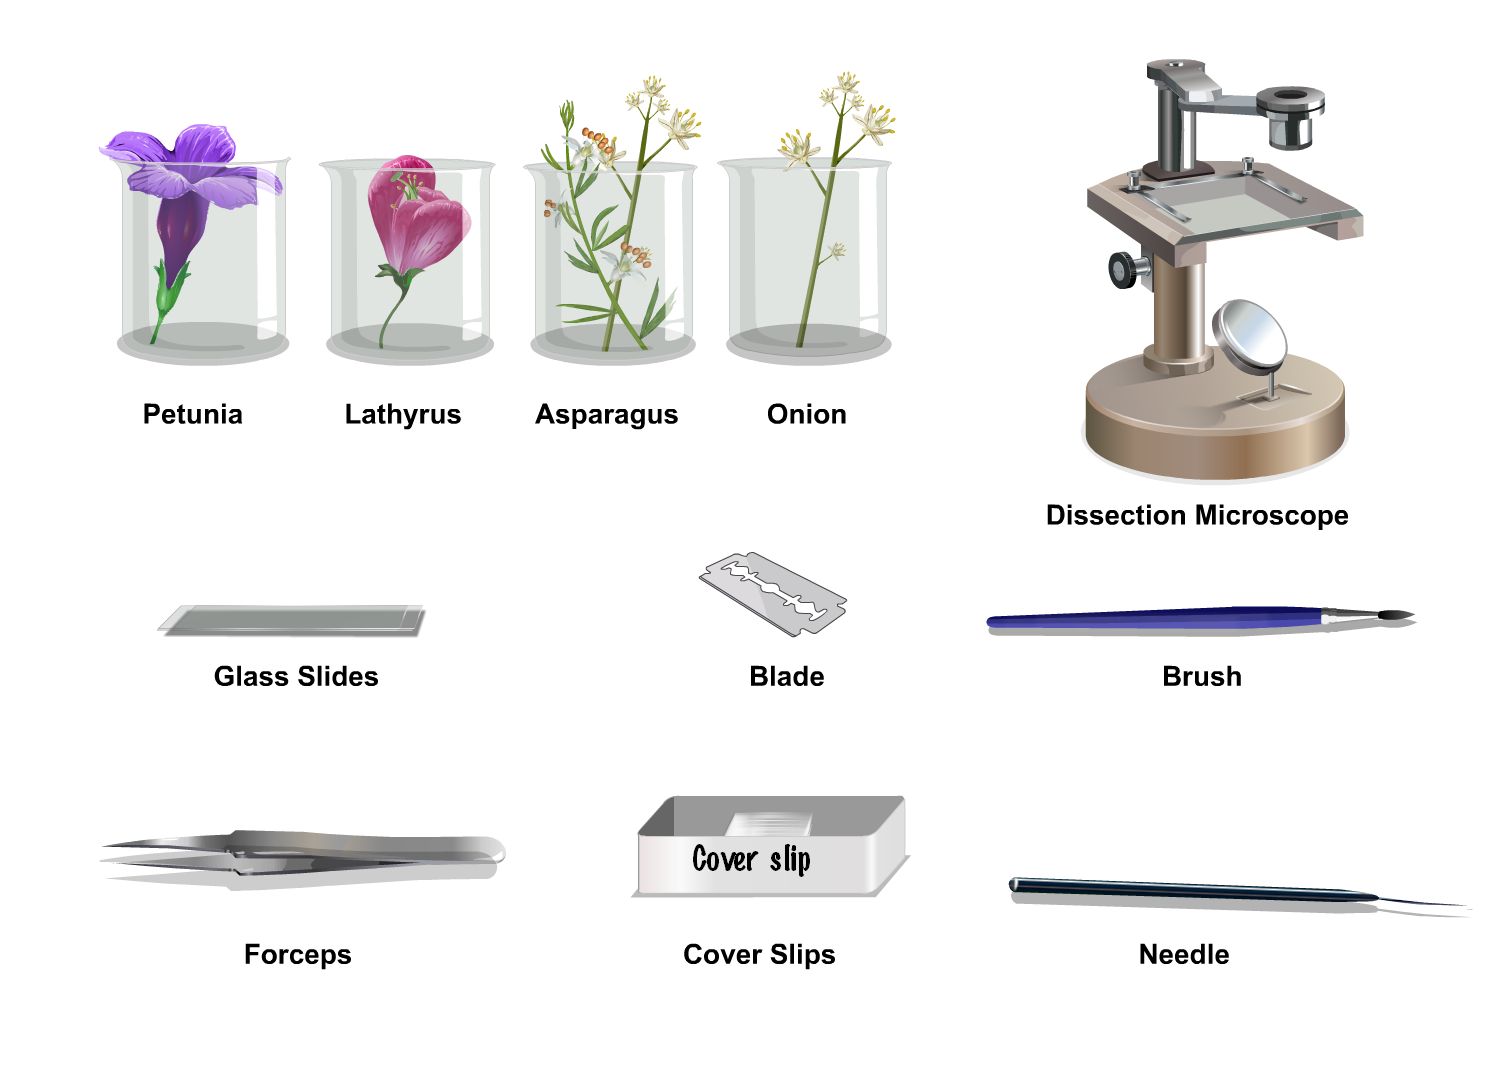 Petunia
Lathyrus
Asparagus
Onion
Dissection Microscope
Glass Slides
Blade
Brush
Cover slip
Forceps
Cover Slips
Needle